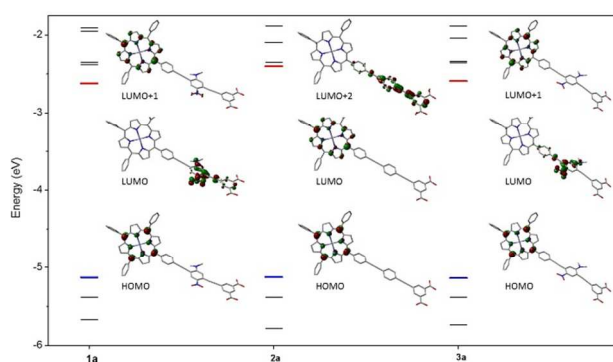 -2
-3
-4
-5
-6
Energy (eV)
LUMO+1
LUMO+2
LUMO+1
LUMO
LUMO
LUMO
HOMO
HOMO
HOMO
1a
2a
3a